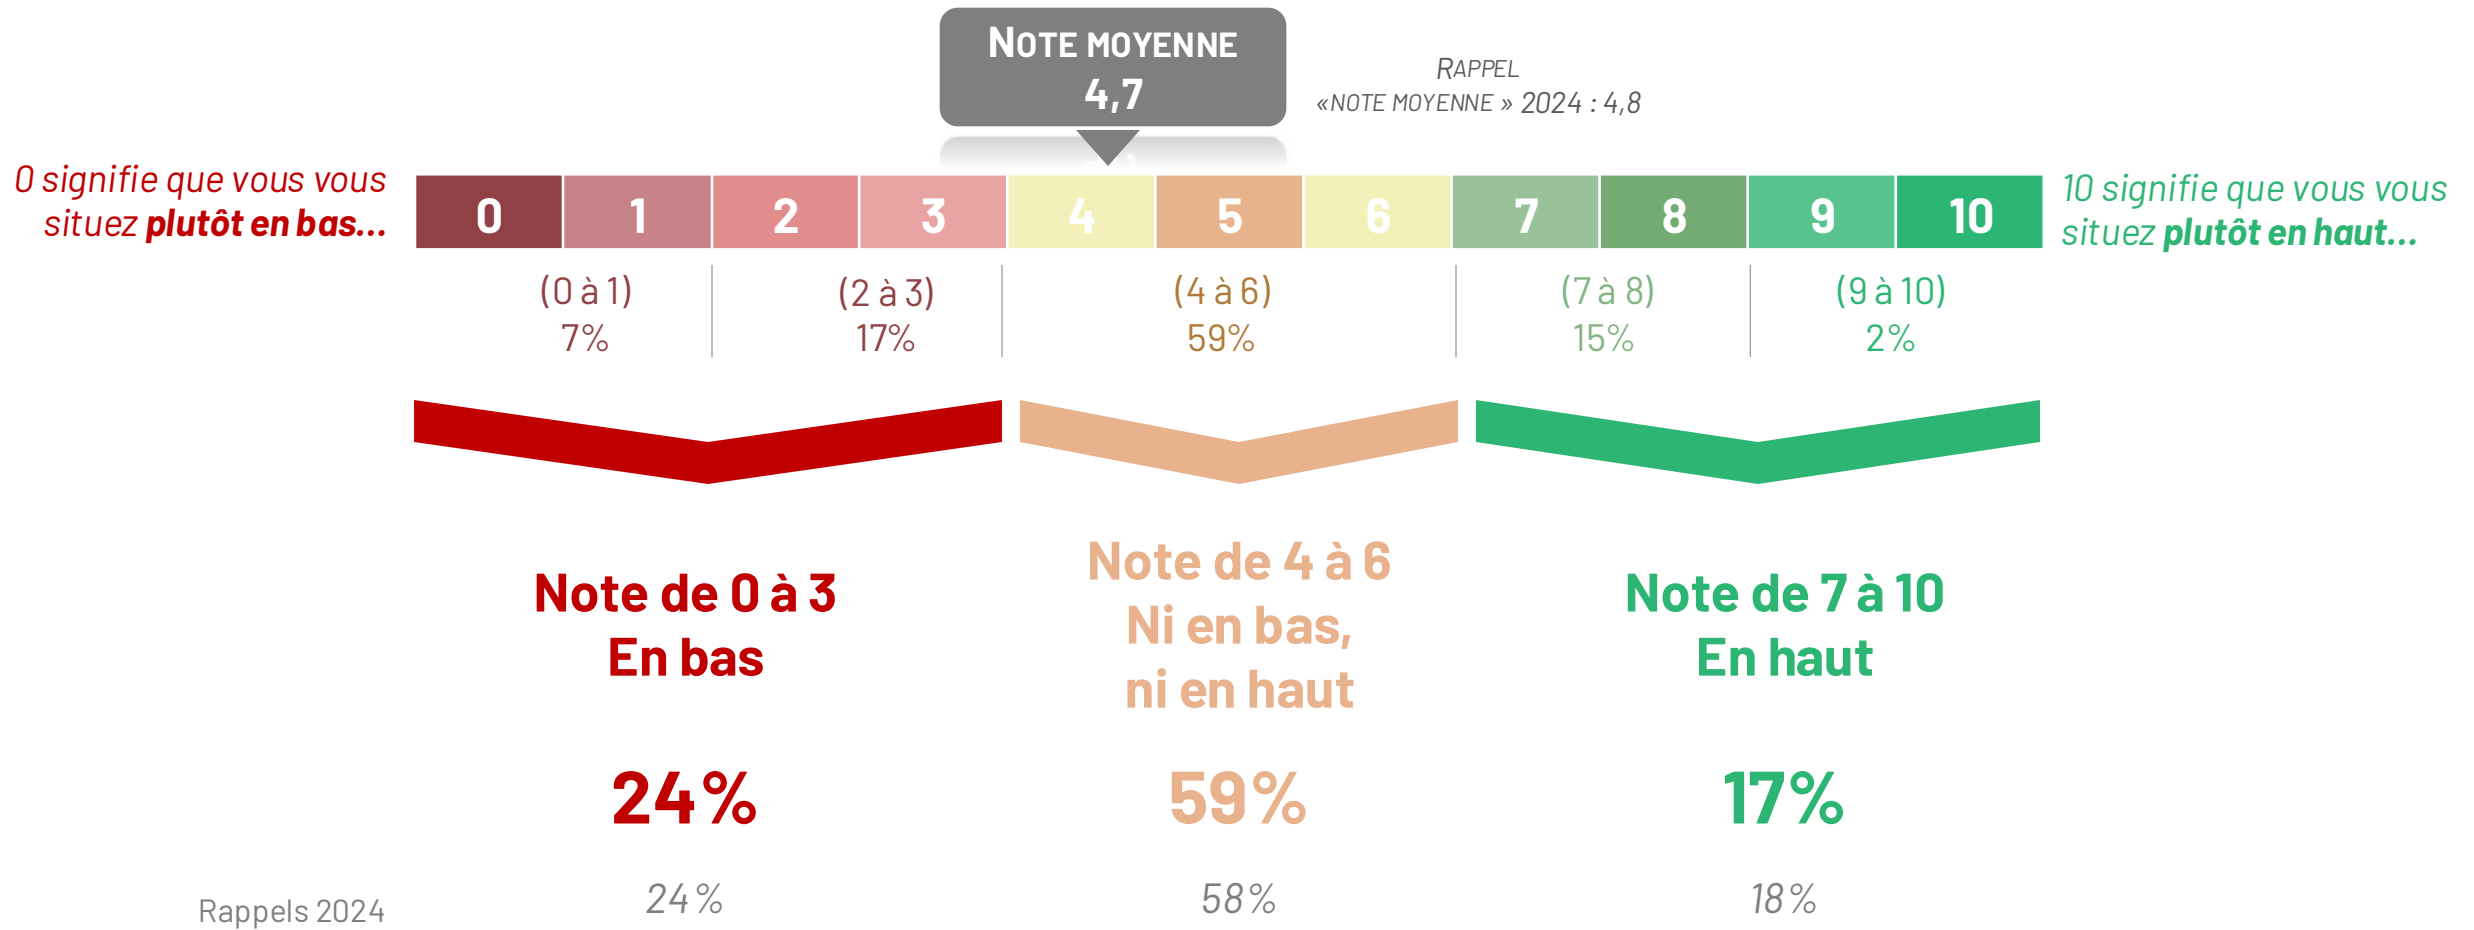 NOTE MOYENNE
4,7
RAPPEL
«NOTE MOYENNE » 2024 : 4,8
0 signifie que vous vous
situez plutôt en bas...
0 1 2 3 4 5 6 7 8 9 10
10 signifie que vous vous
situez plutôt en haut...
(0 à 1) (2 à 3) (4 à 6) (7 à 8) (9 à 10)
7% 17% 59% 15% 2%
Note de 0 à 3
En bas
Note de 4 à 6
Ni en bas,
ni en haut
Note de 7 à 10
En haut
24% 59% 17%
Rappels 2024 24% 58% 18%